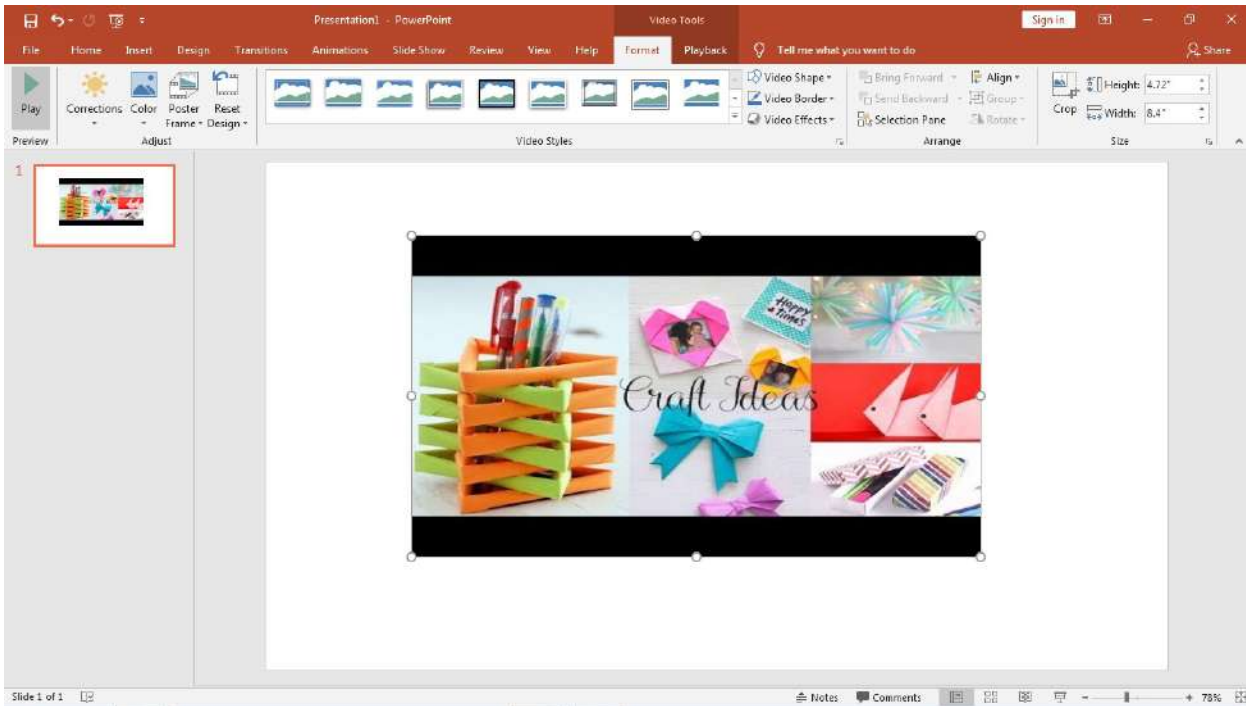 Presentation1 - PowerPoint
Video Tools
Sign in
File Home Insert Design Transitions Animations Slide Show Review View Help Format Playback Tell me what you want to do Share
Play
Preview
Corrections
Color
Poster Frame
Reset Design
Adjust
Video Styles
Video Shape
Video Border
Video Effects
Bring Forward
Send Backward
Selection Pane
Align
Group
Rotate
Arrange
Crop
Height: 4.72"
Width: 8.4"
Size
1
Happy
times
Craft Ideas
Slide 1 of 1
Notes
Comments
78%